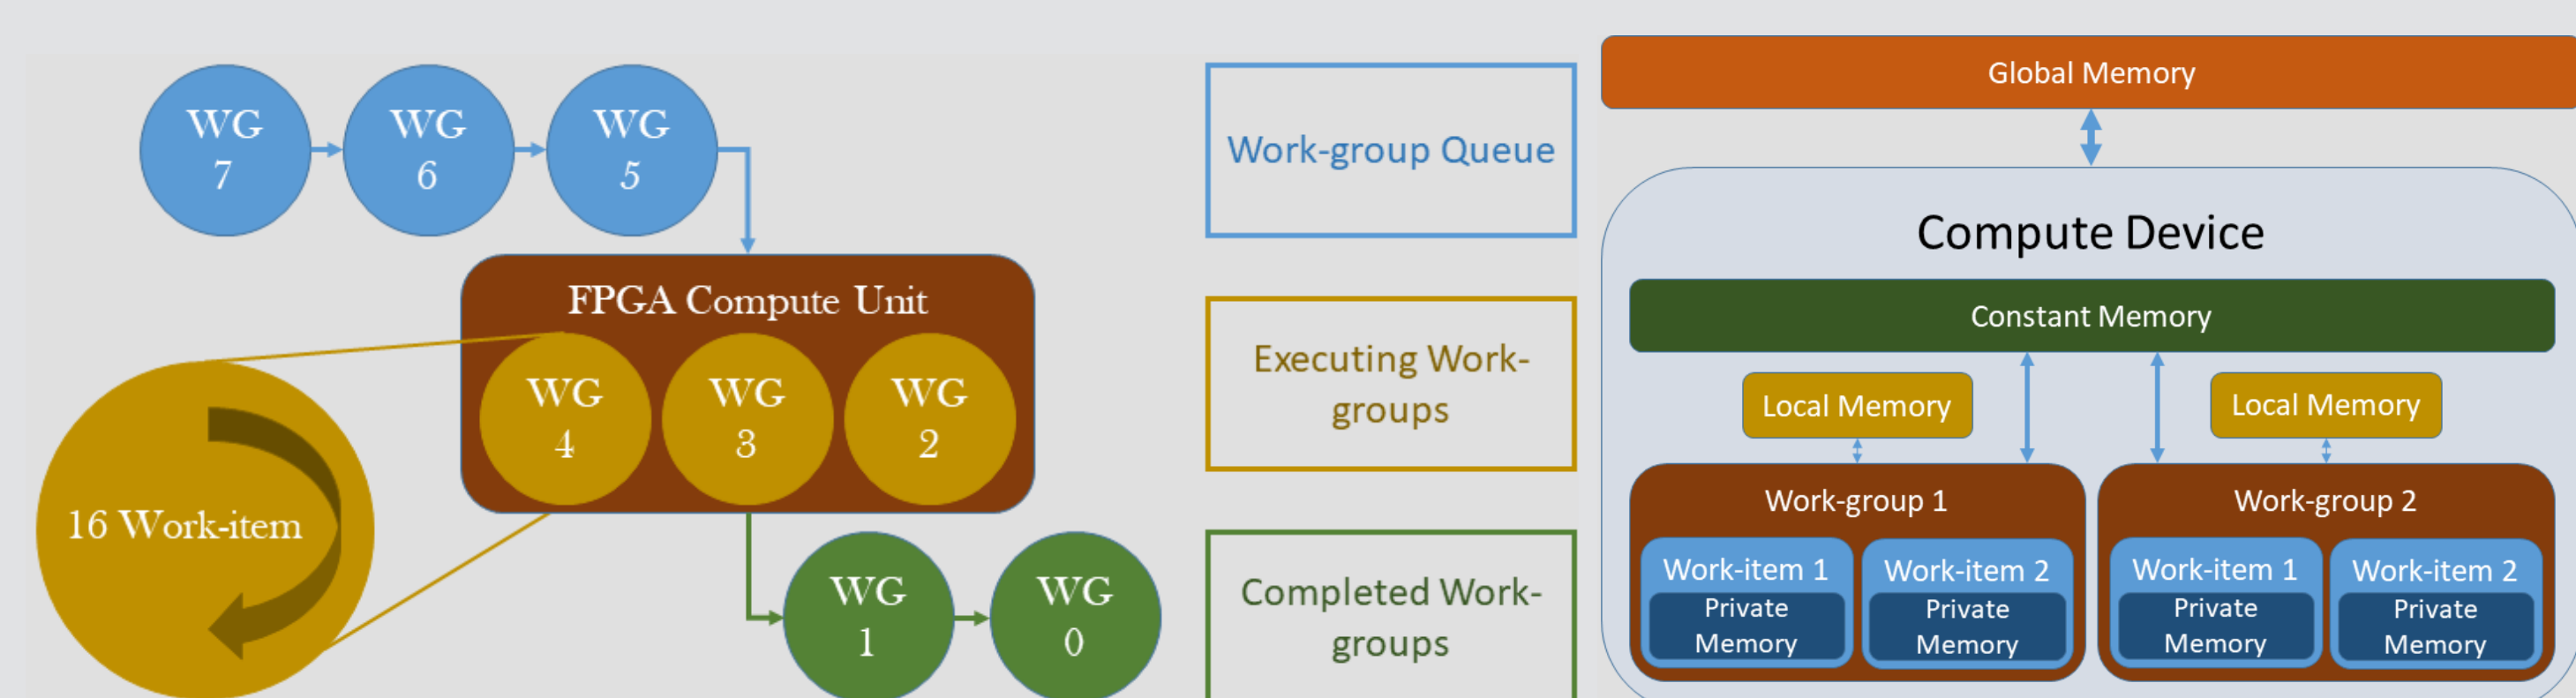 WG
7
WG
6
WG
5
Work-group Queue
FPGA Compute Unit
WG
4
WG
3
WG
2
Executing Work-
groups
16 Work-item
WG
1
WG
0
Completed Work-
groups
Global Memory
Compute Device
Constant Memory
Local Memory
Local Memory
Work-group 1
Work-item 1
Private
Memory
Work-item 2
Private
Memory
Work-group 2
Work-item 1
Private
Memory
Work-item 2
Private
Memory